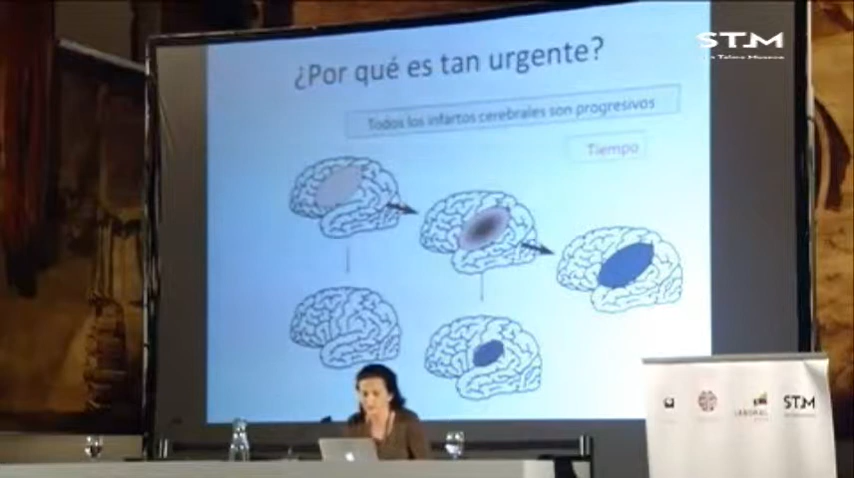 STM
¿Por qué es tan urgente?
Todos los infartos cerebrales son progresivos
Tiempo
LABORAL
STM